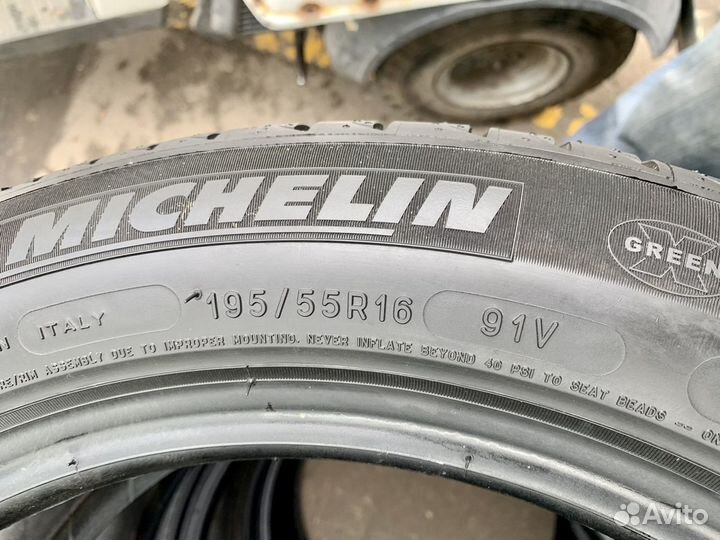 MICHELIN
GREEN X
ITALY
195/55R16 91V
ASSEMBLY DUE TO IMPROPER MOUNTING. NEVER INFLATE BEYOND 40 PSI TO SEAT BEADS -- ON
Avito